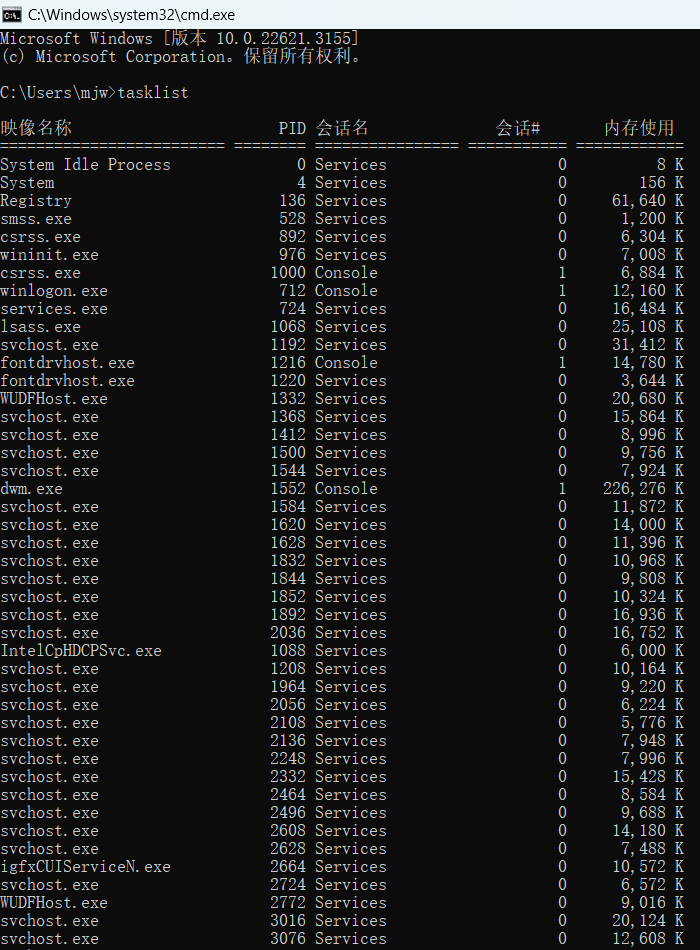 C:\Windows\system32\cmd.exe
Microsoft Windows [版本 10.0.22621.3155]
(c) Microsoft Corporation。保留所有权利。
C:\Users\mjw>tasklist
映像名称                       PID 会话名              会话#       内存使用
========================= ======== ================ =========== ============
System Idle Process              0 Services                   0          8 K
System                           4 Services                   0        156 K
Registry                       136 Services                   0     61,640 K
smss.exe                       528 Services                   0      1,200 K
csrss.exe                      892 Services                   0      6,304 K
wininit.exe                    976 Services                   0      7,008 K
csrss.exe                     1000 Console                    1      6,884 K
winlogon.exe                   712 Console                    1     12,160 K
services.exe                   724 Services                   0     16,484 K
lsass.exe                     1068 Services                   0     25,108 K
svchost.exe                   1192 Services                   0     31,412 K
fontdrvhost.exe               1216 Console                    1     14,780 K
fontdrvhost.exe               1220 Services                   0      3,644 K
WUDFHost.exe                  1332 Services                   0     20,680 K
svchost.exe                   1368 Services                   0     15,864 K
svchost.exe                   1412 Services                   0      8,996 K
svchost.exe                   1500 Services                   0      9,756 K
svchost.exe                   1544 Services                   0      7,924 K
dwm.exe                       1552 Console                    1    226,276 K
svchost.exe                   1584 Services                   0     11,872 K
svchost.exe                   1620 Services                   0     14,000 K
svchost.exe                   1628 Services                   0     11,396 K
svchost.exe                   1832 Services                   0     10,968 K
svchost.exe                   1844 Services                   0      9,808 K
svchost.exe                   1852 Services                   0     10,324 K
svchost.exe                   1892 Services                   0     16,936 K
svchost.exe                   2036 Services                   0     16,752 K
IntelCpHDCPSvc.exe            1088 Services                   0      6,000 K
svchost.exe                   1208 Services                   0     10,164 K
svchost.exe                   1964 Services                   0      9,220 K
svchost.exe                   2056 Services                   0      6,224 K
svchost.exe                   2108 Services                   0      5,776 K
svchost.exe                   2136 Services                   0      7,948 K
svchost.exe                   2248 Services                   0      7,996 K
svchost.exe                   2332 Services                   0     15,428 K
svchost.exe                   2464 Services                   0      8,584 K
svchost.exe                   2496 Services                   0      9,688 K
svchost.exe                   2608 Services                   0     14,180 K
svchost.exe                   2628 Services                   0      7,488 K
igfxCUIServiceN.exe           2664 Services                   0     10,572 K
svchost.exe                   2724 Services                   0      6,572 K
WUDFHost.exe                  2772 Services                   0      9,016 K
svchost.exe                   3016 Services                   0     20,124 K
svchost.exe                   3076 Services                   0     12,608 K